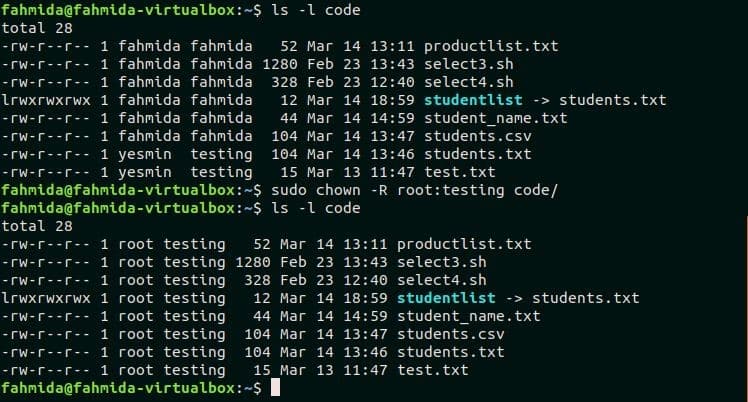 fahmida@fahmida-virtualbox:~$ ls -l code
total 28
-rw-r--r-- 1 fahmida fahmida   52 Mar 14 13:11 productlist.txt
-rw-r--r-- 1 fahmida fahmida 1280 Feb 23 13:43 select3.sh
-rw-r--r-- 1 fahmida fahmida  328 Feb 23 12:40 select4.sh
lrwxrwxrwx 1 fahmida fahmida   12 Mar 14 18:59 studentlist -> students.txt
-rw-r--r-- 1 fahmida fahmida   44 Mar 14 14:59 student_name.txt
-rw-r--r-- 1 fahmida fahmida  104 Mar 14 13:47 students.csv
-rw-r--r-- 1 yesmin  testing  104 Mar 14 13:46 students.txt
-rw-r--r-- 1 yesmin  testing   15 Mar 13 11:47 test.txt
fahmida@fahmida-virtualbox:~$ sudo chown -R root:testing code/
fahmida@fahmida-virtualbox:~$ ls -l code
total 28
-rw-r--r-- 1 root testing   52 Mar 14 13:11 productlist.txt
-rw-r--r-- 1 root testing 1280 Feb 23 13:43 select3.sh
-rw-r--r-- 1 root testing  328 Feb 23 12:40 select4.sh
lrwxrwxrwx 1 root testing   12 Mar 14 18:59 studentlist -> students.txt
-rw-r--r-- 1 root testing   44 Mar 14 14:59 student_name.txt
-rw-r--r-- 1 root testing  104 Mar 14 13:47 students.csv
-rw-r--r-- 1 root testing  104 Mar 14 13:46 students.txt
-rw-r--r-- 1 root testing   15 Mar 13 11:47 test.txt
fahmida@fahmida-virtualbox:~$